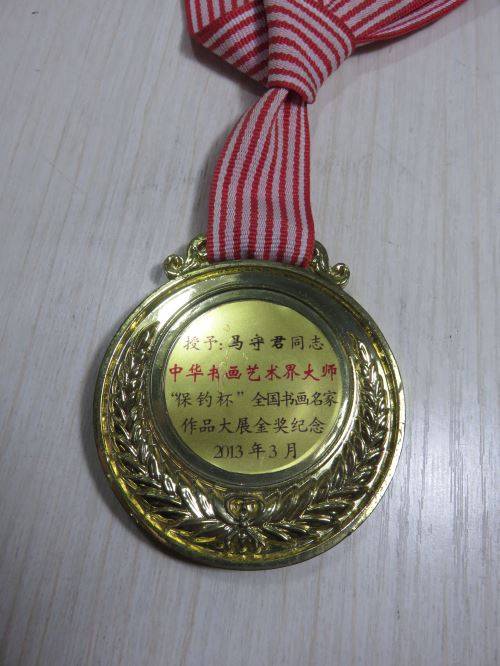 授予:马守君同志
中华书画艺术界大师
“保钓杯”全国书画名家
作品大展金奖纪念
2013年3月